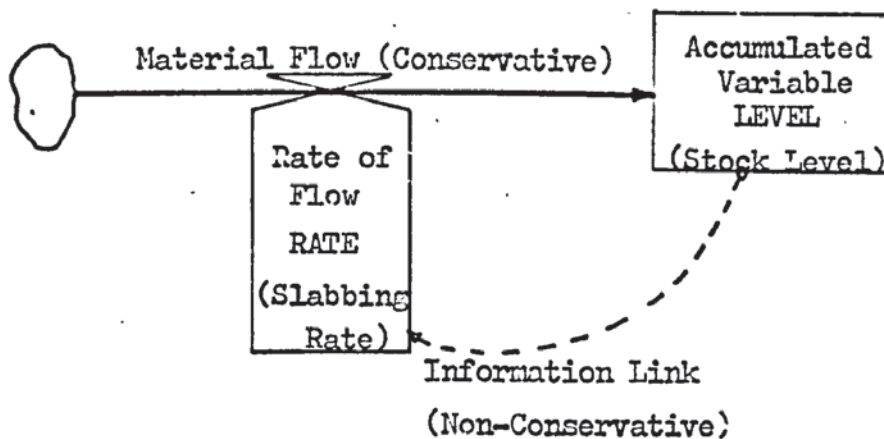 Material Flow (Conservative)
Accumulated
Variable
LEVEL
(Stock Level)
Rate of
Flow
RATE
(Slabbing
Rate)
Information Link
(Non-Conservative)